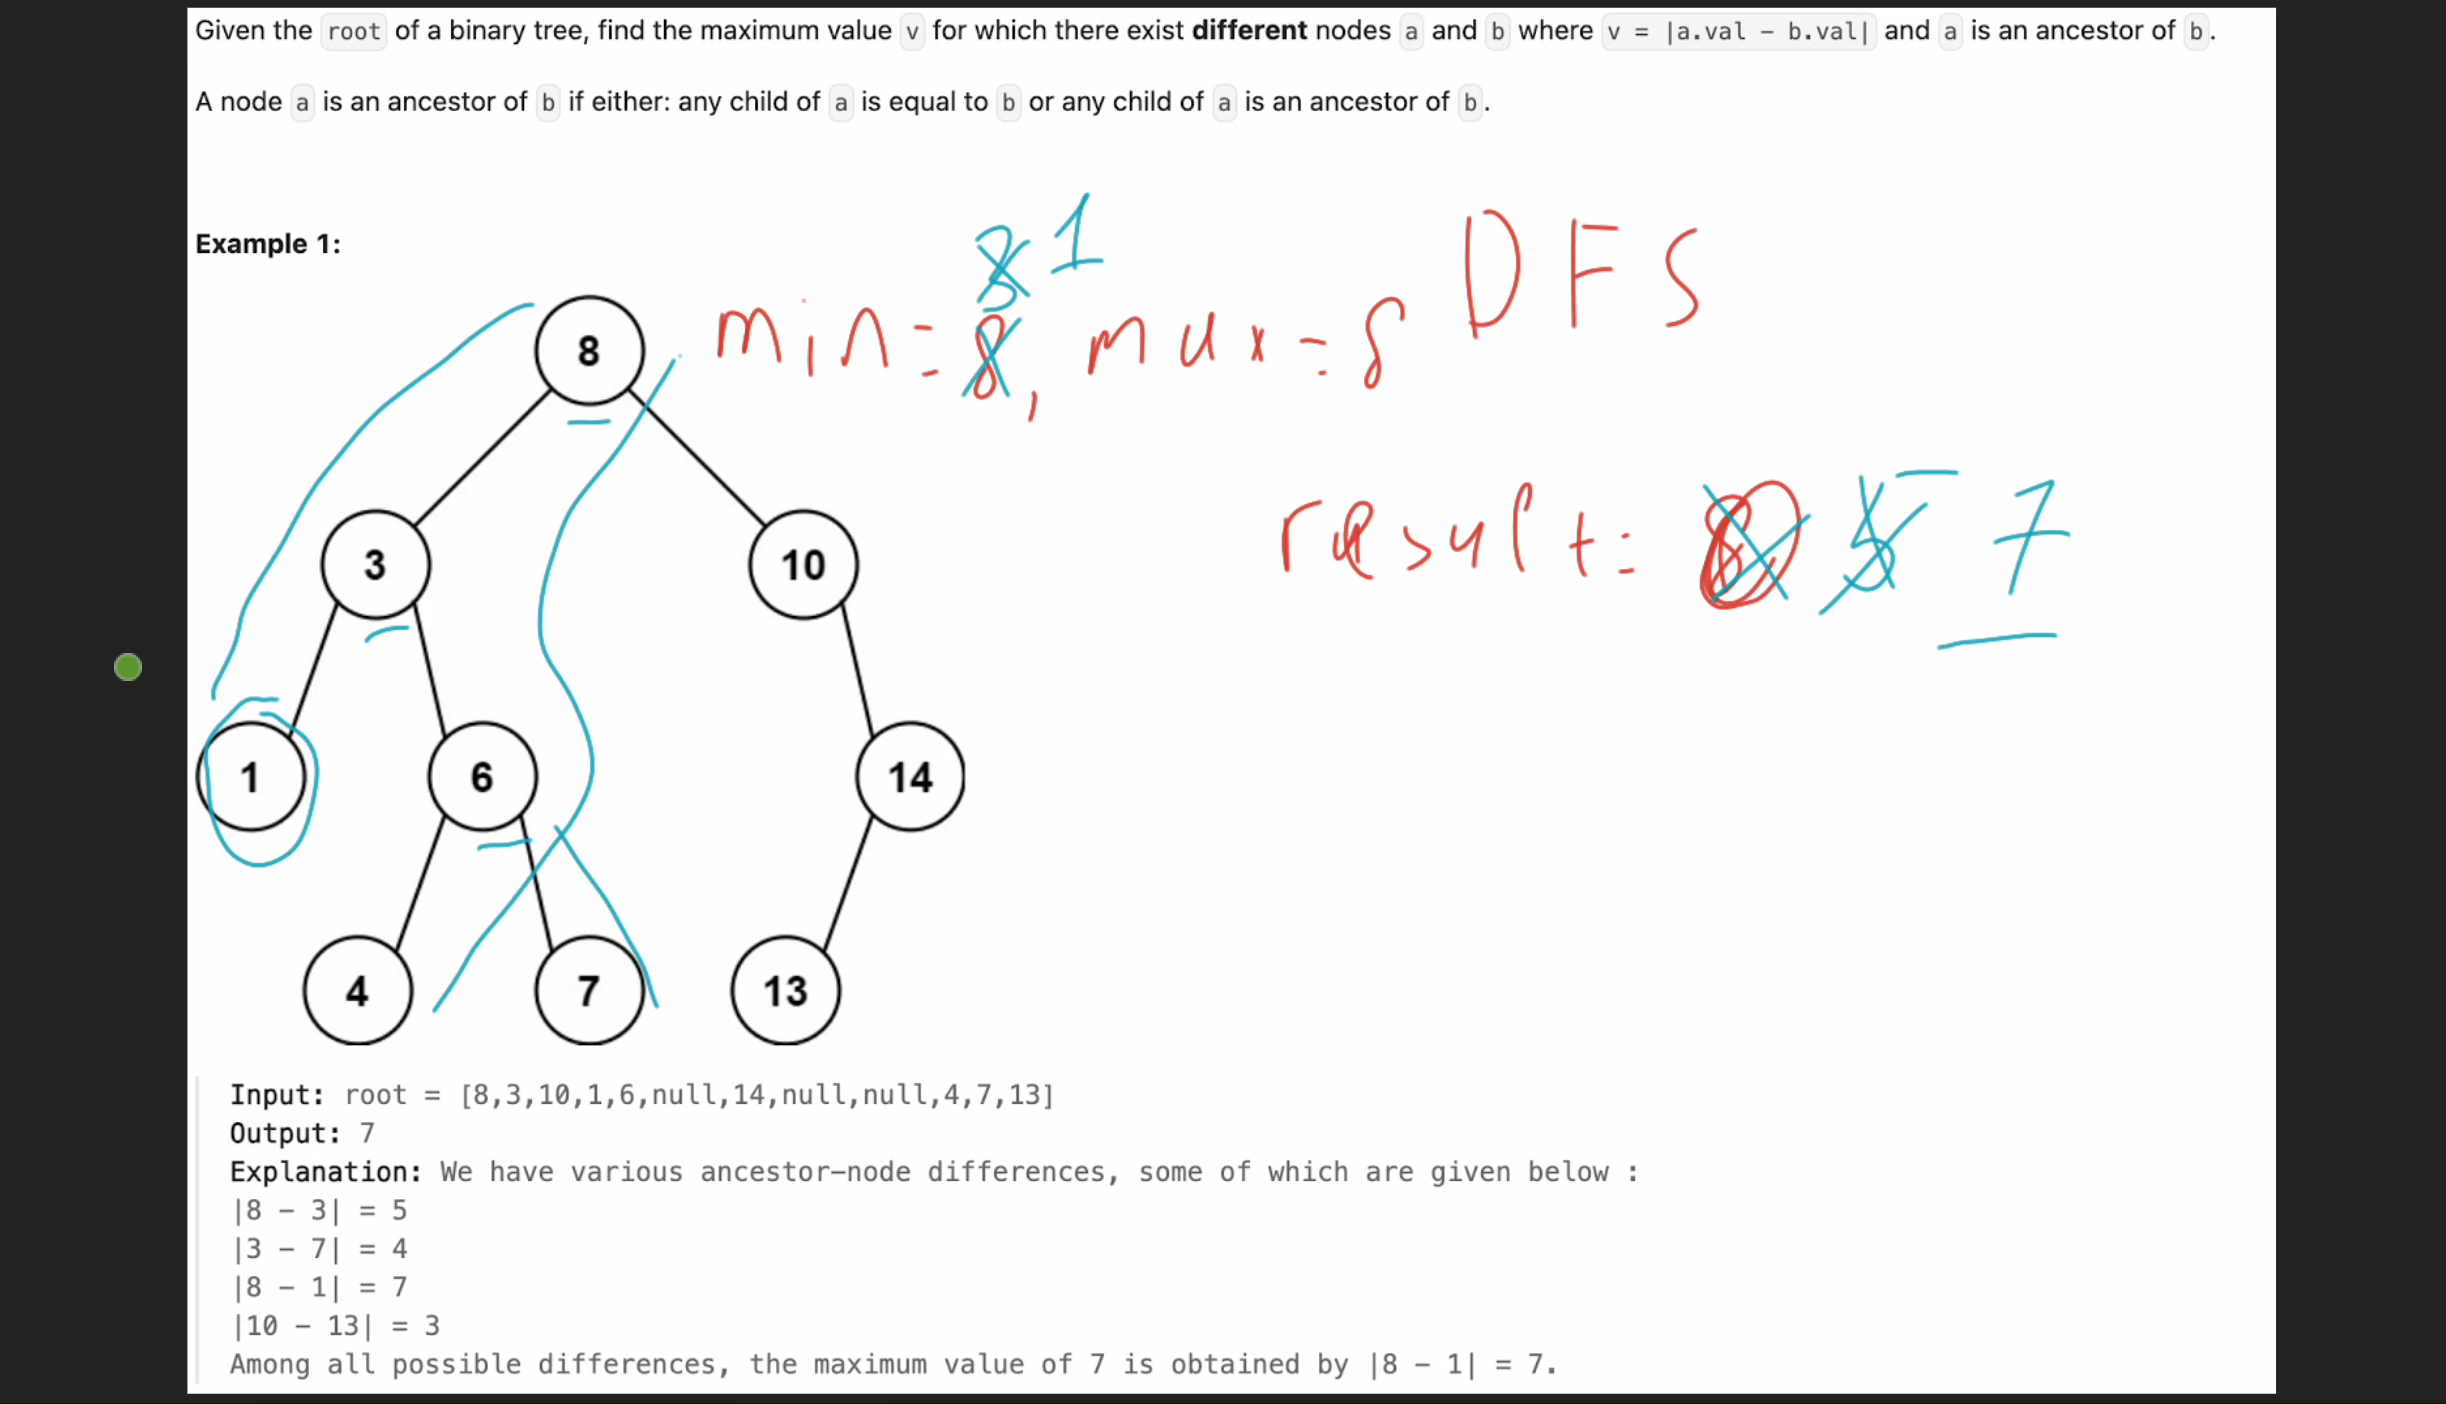 Given the root of a binary tree, find the maximum value v for which there exist different nodes a and b where v = |a.val - b.val| and a is an ancestor of b.
A node a is an ancestor of b if either: any child of a is equal to b or any child of a is an ancestor of b.
Example 1:
3 1
DFS
min=8, max=8
8
result: 0 5 7
3
10
1
6
14
4
7
13
Input: root = [8,3,10,1,6,null,14,null,null,4,7,13]
Output: 7
Explanation: We have various ancestor-node differences, some of which are given below :
|8 - 3| = 5
|3 - 7| = 4
|8 - 1| = 7
|10 - 13| = 3
Among all possible differences, the maximum value of 7 is obtained by |8 - 1| = 7.